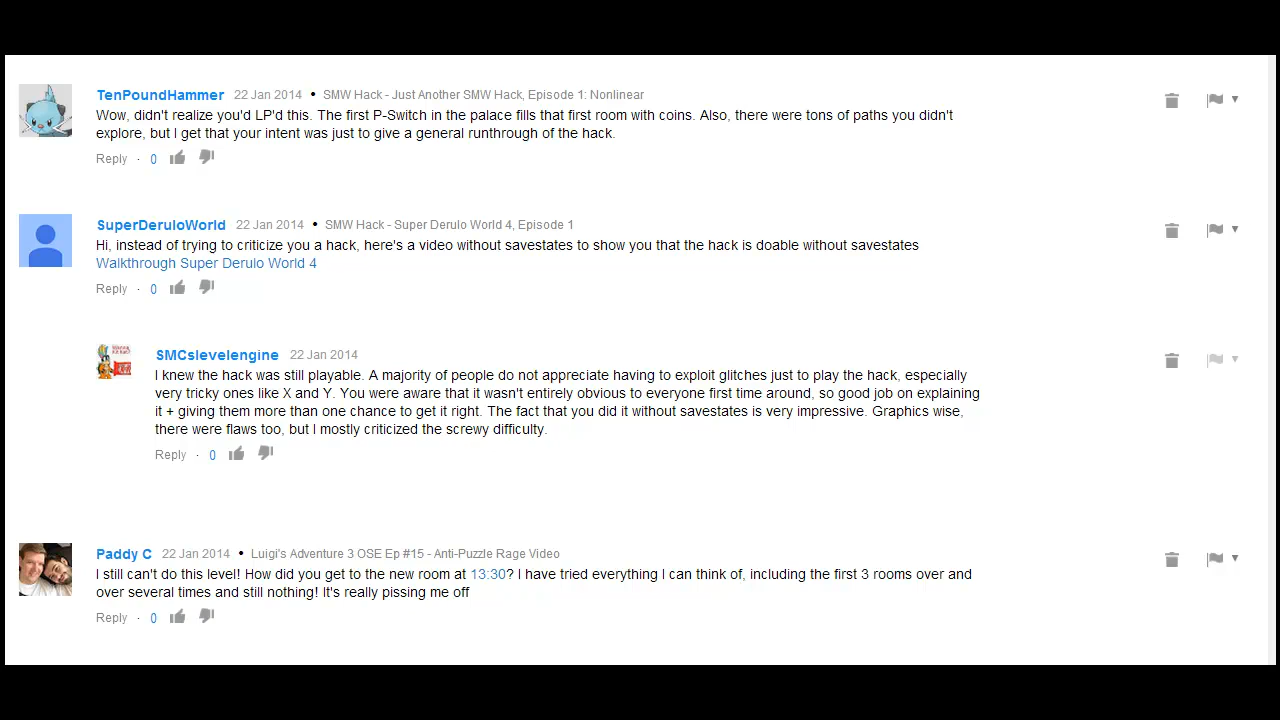 TenPoundHammer 22 Jan 2014 • SMW Hack - Just Another SMW Hack, Episode 1: Nonlinear
Wow, didn't realize you'd LP'd this. The first P-Switch in the palace fills that first room with coins. Also, there were tons of paths you didn't
explore, but I get that your intent was just to give a general runthrough of the hack.
Reply · 0
SuperDeruloWorld 22 Jan 2014 • SMW Hack - Super Derulo World 4, Episode 1
Hi, instead of trying to criticize you a hack, here's a video without savestates to show you that the hack is doable without savestates
Walkthrough Super Derulo World 4
Reply · 0
SMCslevelengine 22 Jan 2014
I knew the hack was still playable. A majority of people do not appreciate having to exploit glitches just to play the hack, especially
very tricky ones like X and Y. You were aware that it wasn't entirely obvious to everyone first time around, so good job on explaining
it + giving them more than one chance to get it right. The fact that you did it without savestates is very impressive. Graphics wise,
there were flaws too, but I mostly criticized the screwy difficulty.
Reply · 0
Paddy C 22 Jan 2014 • Luigi's Adventure 3 OSE Ep #15 - Anti-Puzzle Rage Video
I still can't do this level! How did you get to the new room at 13:30? I have tried everything I can think of, including the first 3 rooms over and
over several times and still nothing! It's really pissing me off
Reply · 0